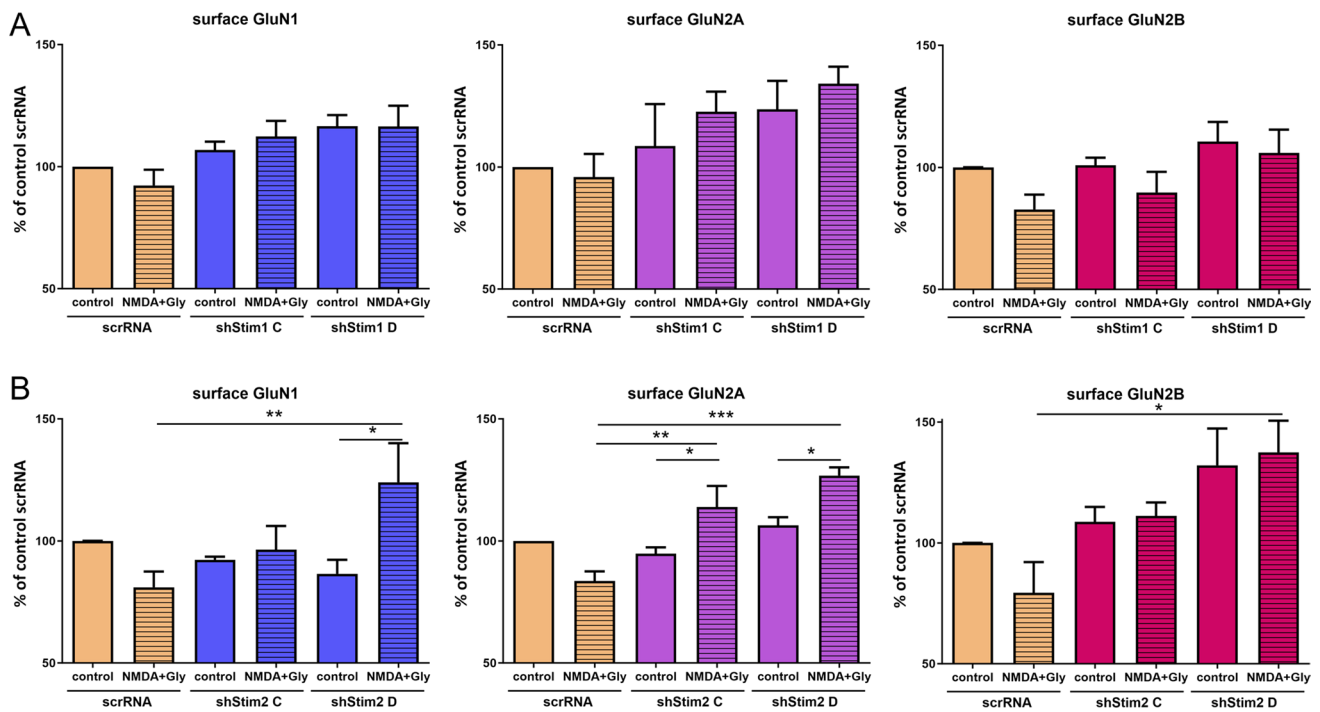 A
surface GluN1
% of control scrRNA
150
100
50
control NMDA+Gly control NMDA+Gly control NMDA+Gly
scrRNA shStim1 C shStim1 D
surface GluN2A
% of control scrRNA
150
100
50
control NMDA+Gly control NMDA+Gly control NMDA+Gly
scrRNA shStim1 C shStim1 D
surface GluN2B
% of control scrRNA
150
100
50
control NMDA+Gly control NMDA+Gly control NMDA+Gly
scrRNA shStim1 C shStim1 D
B
surface GluN1
% of control scrRNA
150
100
50
**
*
control NMDA+Gly control NMDA+Gly control NMDA+Gly
scrRNA shStim2 C shStim2 D
surface GluN2A
% of control scrRNA
150
100
50
***
**
* *
control NMDA+Gly control NMDA+Gly control NMDA+Gly
scrRNA shStim2 C shStim2 D
surface GluN2B
% of control scrRNA
150
100
50
*
control NMDA+Gly control NMDA+Gly control NMDA+Gly
scrRNA shStim2 C shStim2 D